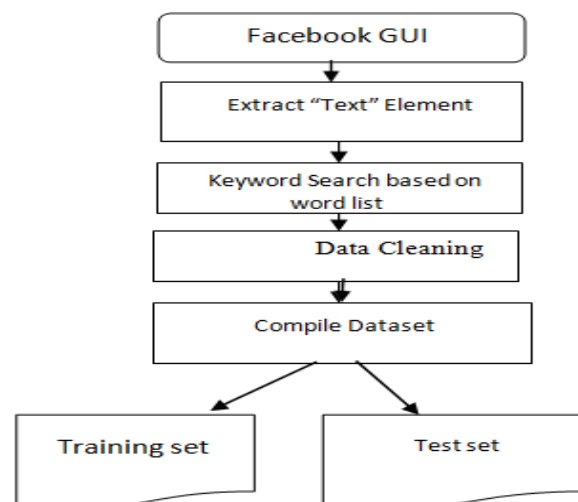 Facebook GUI
Extract “Text” Element
Keyword Search based on
word list
Data Cleaning
Compile Dataset
Training set
Test set